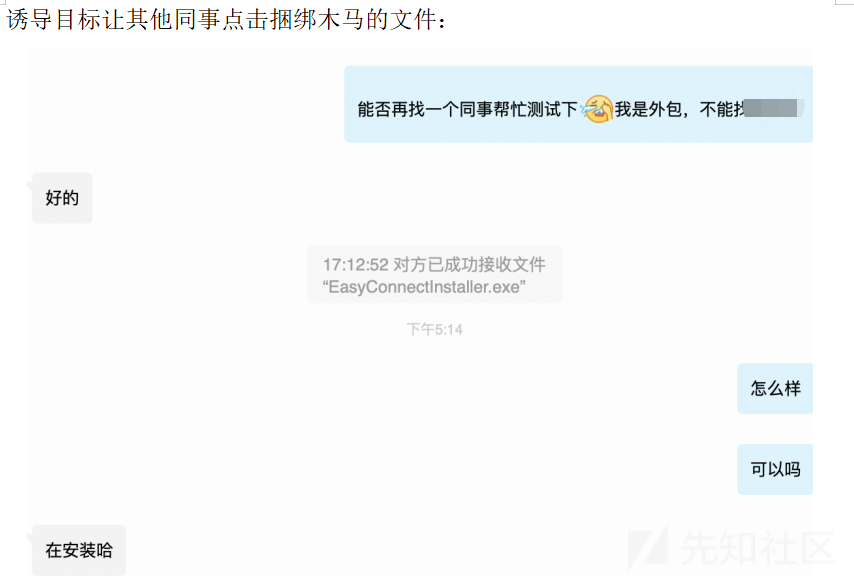 诱导目标让其他同事点击捆绑木马的文件：
能否再找一个同事帮忙测试下我是外包，不能找
好的
17:12:52 对方已成功接收文件
“EasyConnectInstaller.exe”
下午5:14
怎么样
可以吗
在安装哈
先知社区